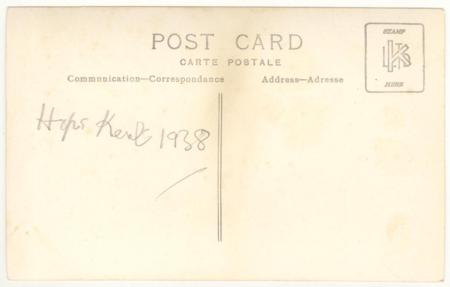 POST CARD
CARTE POSTALE
Communication—Correspondance Address—Adresse
STAMP
HERE
Hops Kent 1938